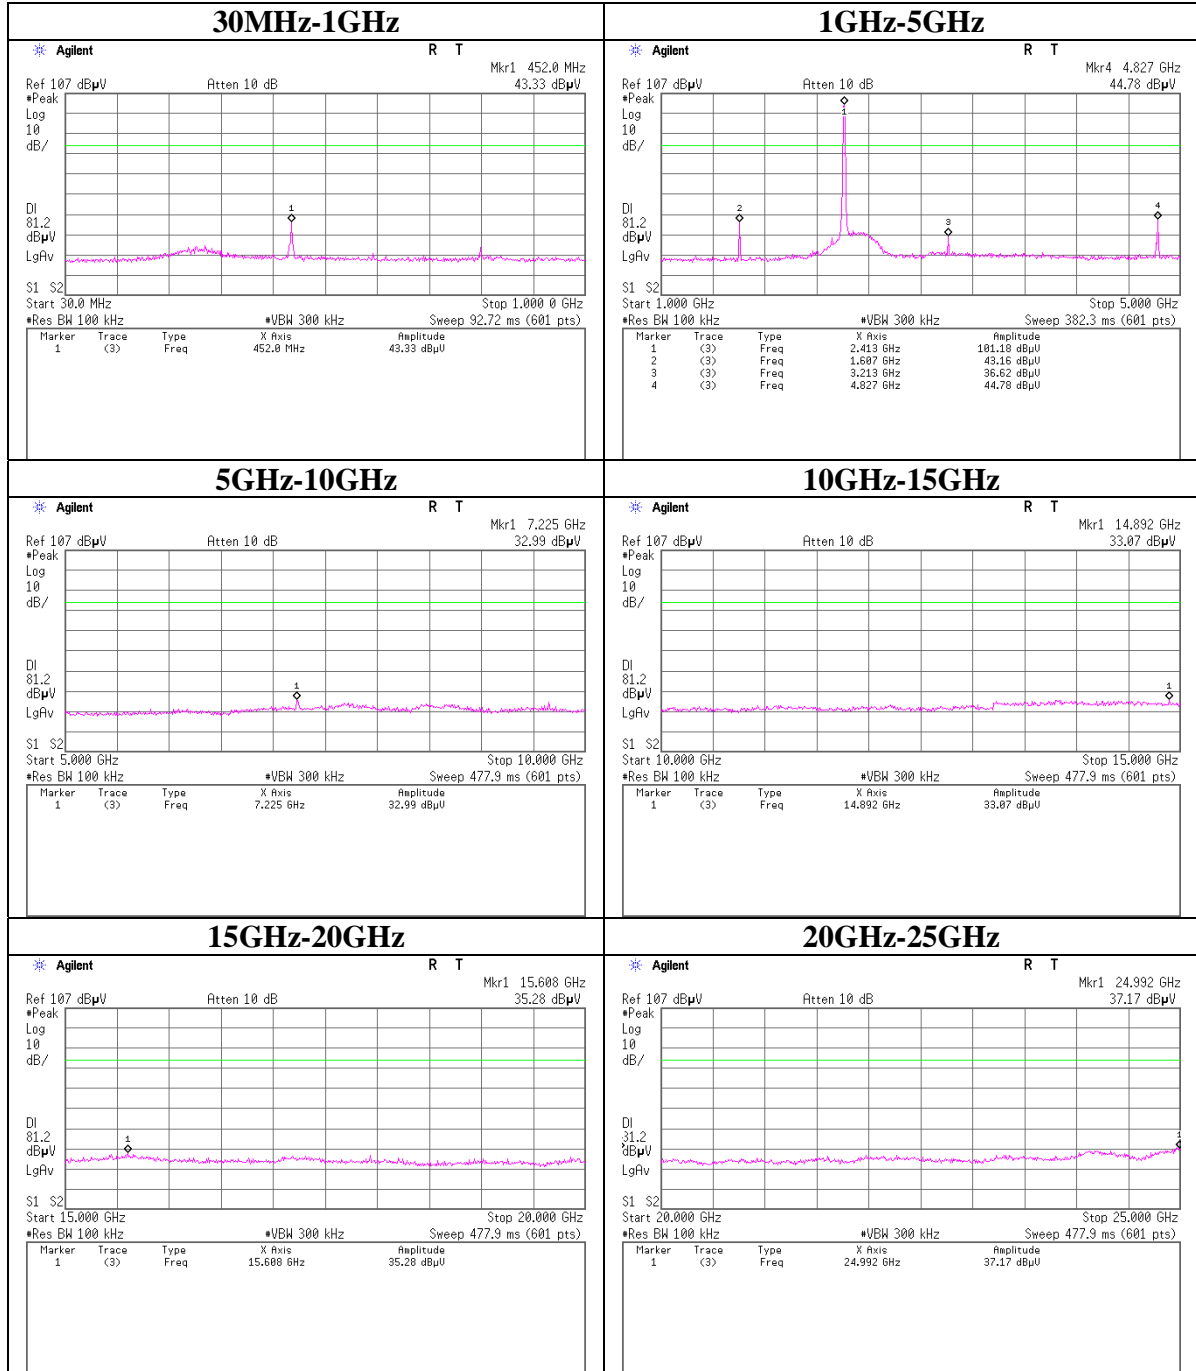 30MHz-1GHz
Agilent R T
Mkr1 452.0 MHz
Ref 107 dBµV Atten 10 dB 43.33 dBµV
#Peak
Log
10
dB/
1
DI
81.2
dBµV
LgAv
S1 S2
Start 30.0 MHz Stop 1.000 0 GHz
#Res BW 100 kHz #VBW 300 kHz Sweep 92.72 ms (601 pts)
Marker Trace Type X Axis Amplitude
1 (3) Freq 452.0 MHz 43.33 dBµV
1GHz-5GHz
Agilent R T
Mkr4 4.827 GHz
Ref 107 dBµV Atten 10 dB 44.78 dBµV
#Peak
Log
10
dB/
1
2
3
4
DI
81.2
dBµV
LgAv
S1 S2
Start 1.000 GHz Stop 5.000 GHz
#Res BW 100 kHz #VBW 300 kHz Sweep 382.3 ms (601 pts)
Marker Trace Type X Axis Amplitude
1 (3) Freq 2.413 GHz 101.18 dBµV
2 (3) Freq 1.607 GHz 43.16 dBµV
3 (3) Freq 3.213 GHz 36.62 dBµV
4 (3) Freq 4.827 GHz 44.78 dBµV
5GHz-10GHz
Agilent R T
Mkr1 7.225 GHz
Ref 107 dBµV Atten 10 dB 32.99 dBµV
#Peak
Log
10
dB/
1
DI
81.2
dBµV
LgAv
S1 S2
Start 5.000 GHz Stop 10.000 GHz
#Res BW 100 kHz #VBW 300 kHz Sweep 477.9 ms (601 pts)
Marker Trace Type X Axis Amplitude
1 (3) Freq 7.225 GHz 32.99 dBµV
10GHz-15GHz
Agilent R T
Mkr1 14.892 GHz
Ref 107 dBµV Atten 10 dB 33.07 dBµV
#Peak
Log
10
dB/
1
DI
81.2
dBµV
LgAv
S1 S2
Start 10.000 GHz Stop 15.000 GHz
#Res BW 100 kHz #VBW 300 kHz Sweep 477.9 ms (601 pts)
Marker Trace Type X Axis Amplitude
1 (3) Freq 14.892 GHz 33.07 dBµV
15GHz-20GHz
Agilent R T
Mkr1 15.608 GHz
Ref 107 dBµV Atten 10 dB 35.28 dBµV
#Peak
Log
10
dB/
1
DI
81.2
dBµV
LgAv
S1 S2
Start 15.000 GHz Stop 20.000 GHz
#Res BW 100 kHz #VBW 300 kHz Sweep 477.9 ms (601 pts)
Marker Trace Type X Axis Amplitude
1 (3) Freq 15.608 GHz 35.28 dBµV
20GHz-25GHz
Agilent R T
Mkr1 24.992 GHz
Ref 107 dBµV Atten 10 dB 37.17 dBµV
#Peak
Log
10
dB/
1
DI
81.2
dBµV
LgAv
S1 S2
Start 20.000 GHz Stop 25.000 GHz
#Res BW 100 kHz #VBW 300 kHz Sweep 477.9 ms (601 pts)
Marker Trace Type X Axis Amplitude
1 (3) Freq 24.992 GHz 37.17 dBµV